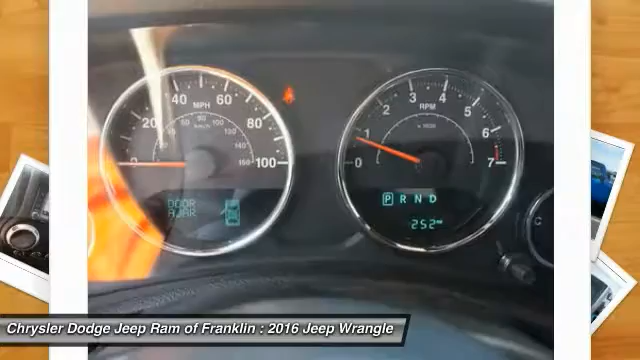 20 40 60 80 100
MPH
km/h
0
DOOR
AJAR
0 1 2 3 4 5 6 7
RPM
P R N D
252
Chrysler Dodge Jeep Ram of Franklin : 2016 Jeep Wrangle